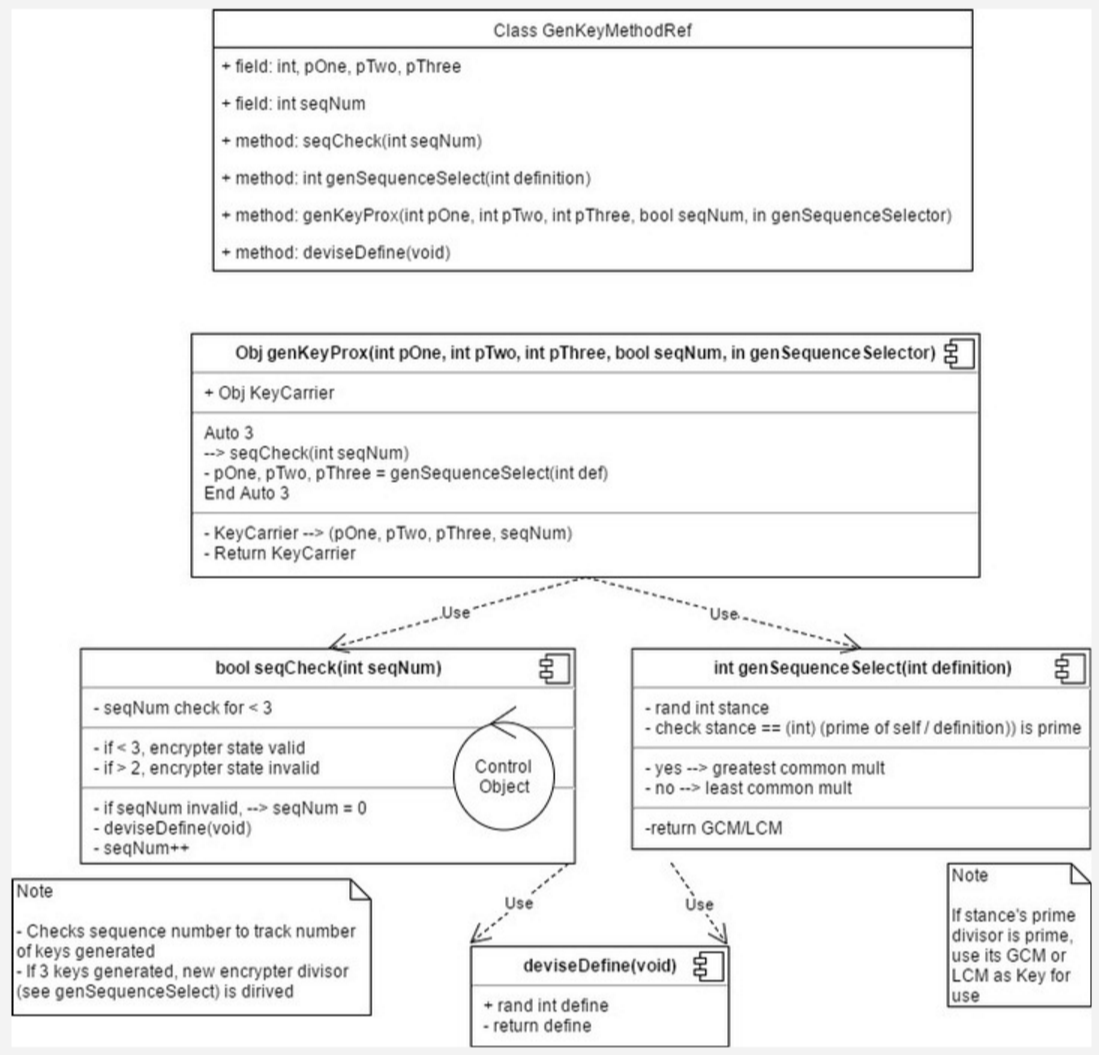 Class GenKeyMethodRef
+ field: int, pOne, pTwo, pThree
+ field: int seqNum
+ method: seqCheck(int seqNum)
+ method: int genSequenceSelect(int definition)
+ method: genKeyProx(int pOne, int pTwo, int pThree, bool seqNum, in genSequenceSelector)
+ method: deviseDefine(void)
Obj genKeyProx(int pOne, int pTwo, int pThree, bool seqNum, in genSequenceSelector)
+ Obj KeyCarrier
Auto 3
--> seqCheck(int seqNum)
- pOne, pTwo, pThree = genSequenceSelect(int def)
End Auto 3
- KeyCarrier --> (pOne, pTwo, pThree, seqNum)
- Return KeyCarrier
Use
Use
bool seqCheck(int seqNum)
- seqNum check for < 3
- if < 3, encrypter state valid
- if > 2, encrypter state invalid
- if seqNum invalid, --> seqNum = 0
- deviseDefine(void)
- seqNum++
Control
Object
int genSequenceSelect(int definition)
- rand int stance
- check stance == (int) (prime of self / definition)) is prime
- yes --> greatest common mult
- no --> least common mult
-return GCM/LCM
Note
- Checks sequence number to track number
of keys generated
- If 3 keys generated, new encrypter divisor
(see genSequenceSelect) is dirived
Use
Use
deviseDefine(void)
+ rand int define
- return define
Note
If stance's prime
divisor is prime,
use its GCM or
LCM as Key for
use